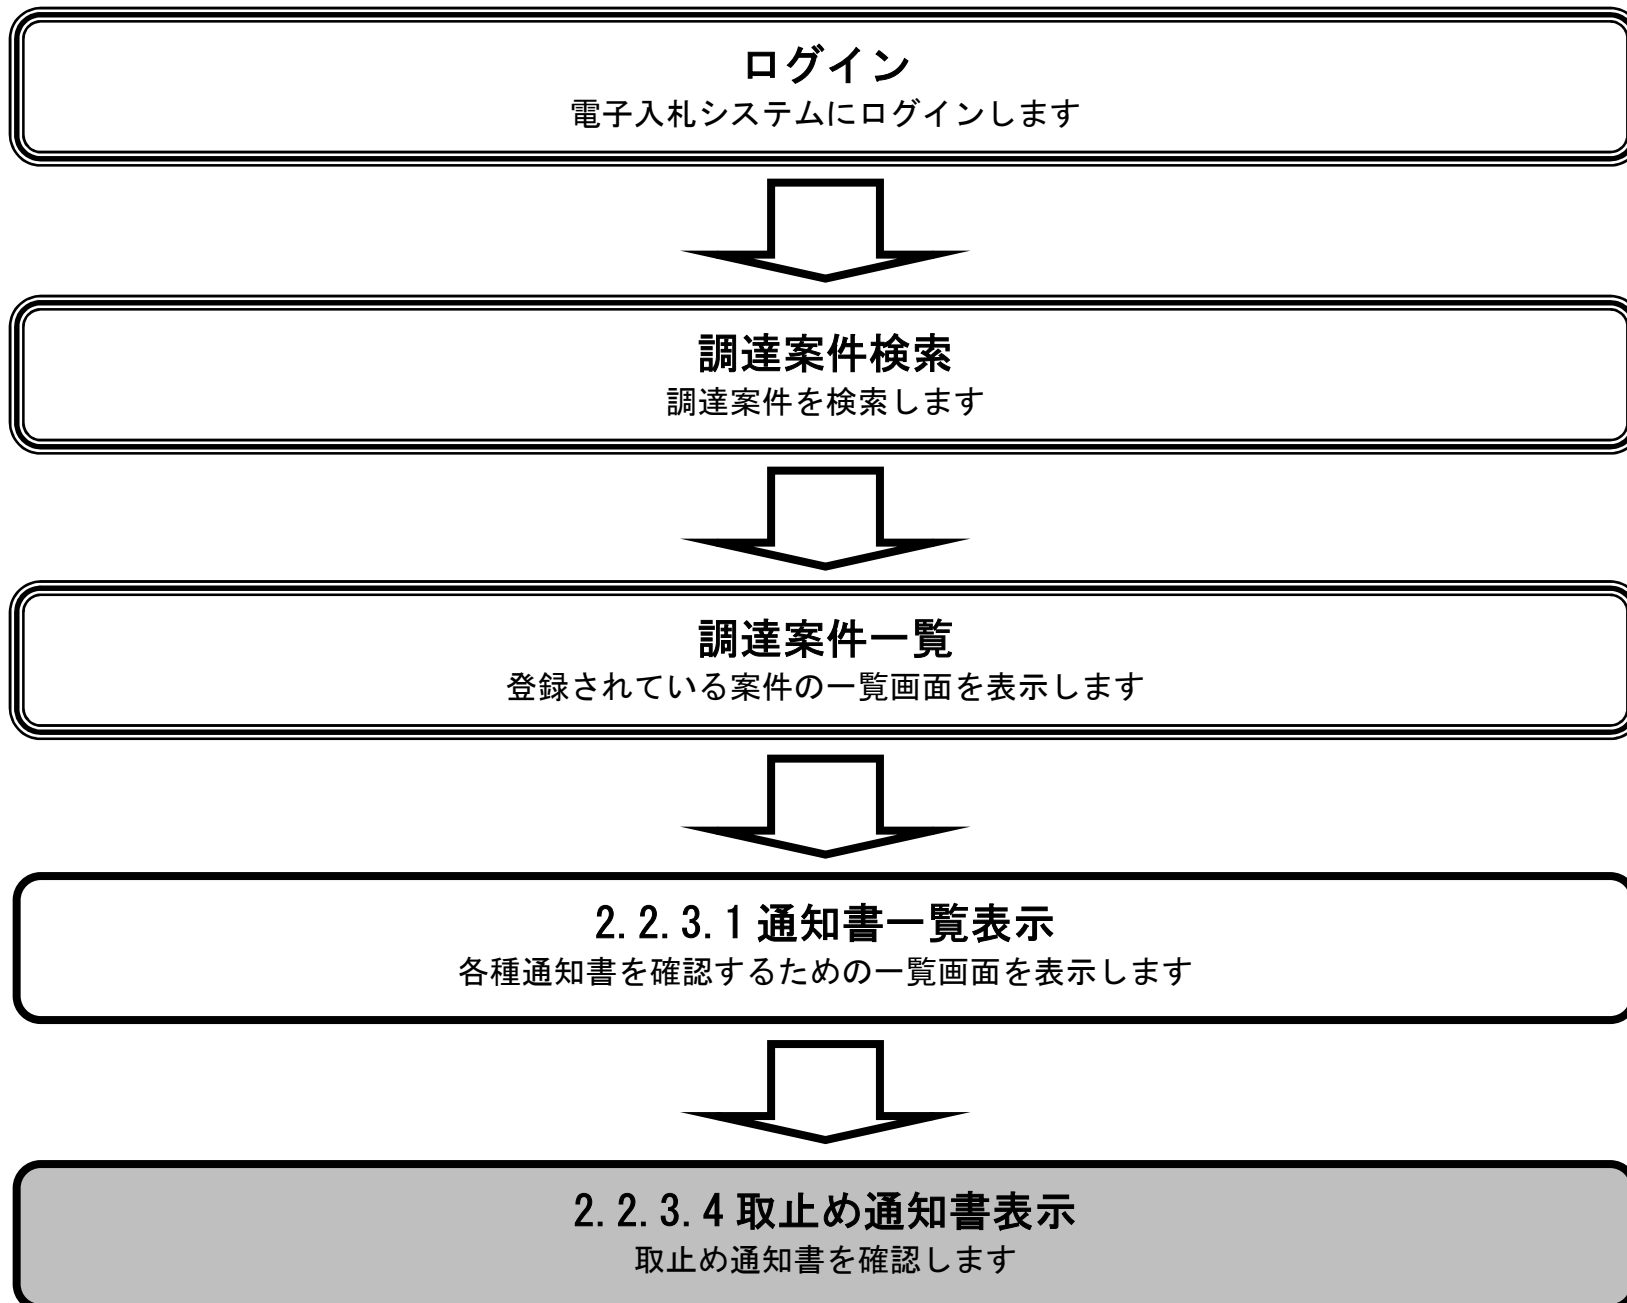 ログイン
電子入札システムにログインします
調達案件検索
調達案件を検索します
調達案件一覧
登録されている案件の一覧画面を表示します
2.2.3.1 通知書一覧表示
各種通知書を確認するための一覧画面を表示します
2.2.3.4 取止め通知書表示
取止め通知書を確認します